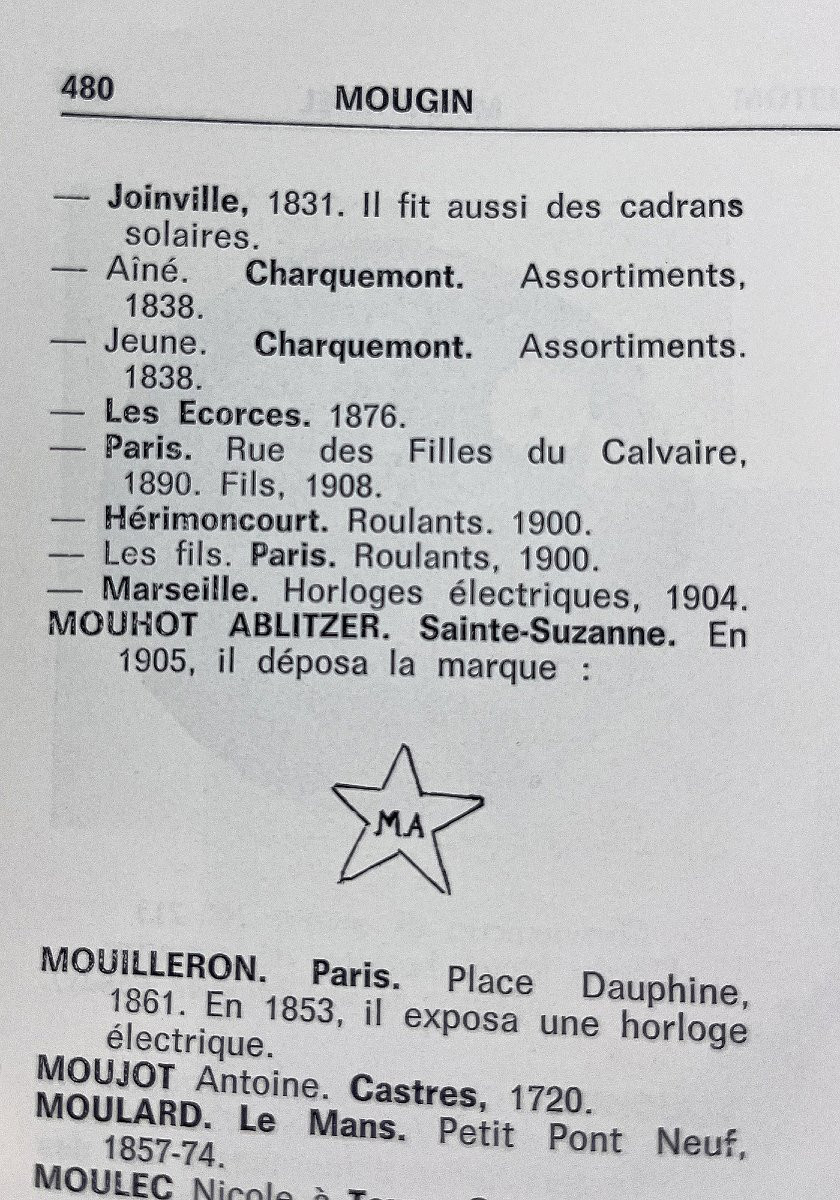 480 MOUGIN
— Joinville, 1831. Il fit aussi des cadrans
solaires.
— Aîné. Charquemont. Assortiments,
1838.
— Jeune. Charquemont. Assortiments.
1838.
— Les Ecorces. 1876.
— Paris. Rue des Filles du Calvaire,
1890. Fils, 1908.
— Hérimoncourt. Roulants. 1900.
— Les fils. Paris. Roulants, 1900.
— Marseille. Horloges électriques, 1904.
MOUHOT ABLITZER. Sainte-Suzanne. En
1905, il déposa la marque :
MA
MOUILLERON. Paris. Place Dauphine,
1861. En 1853, il exposa une horloge
électrique.
MOUJOT Antoine. Castres, 1720.
MOULARD. Le Mans. Petit Pont Neuf,
1857-74.
MOULEC Nicole à